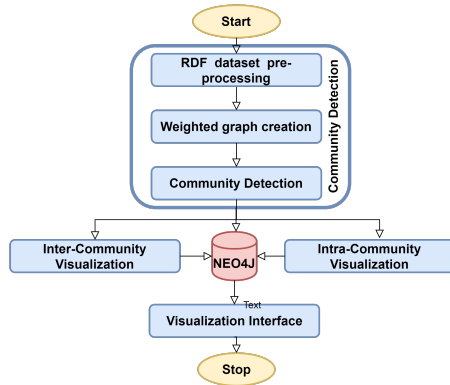 Start
RDF dataset pre-
processing
Weighted graph creation
Community Detection
Community Detection
Inter-Community
Visualization
NEO4J
Intra-Community
Visualization
Text
Visualization Interface
Stop